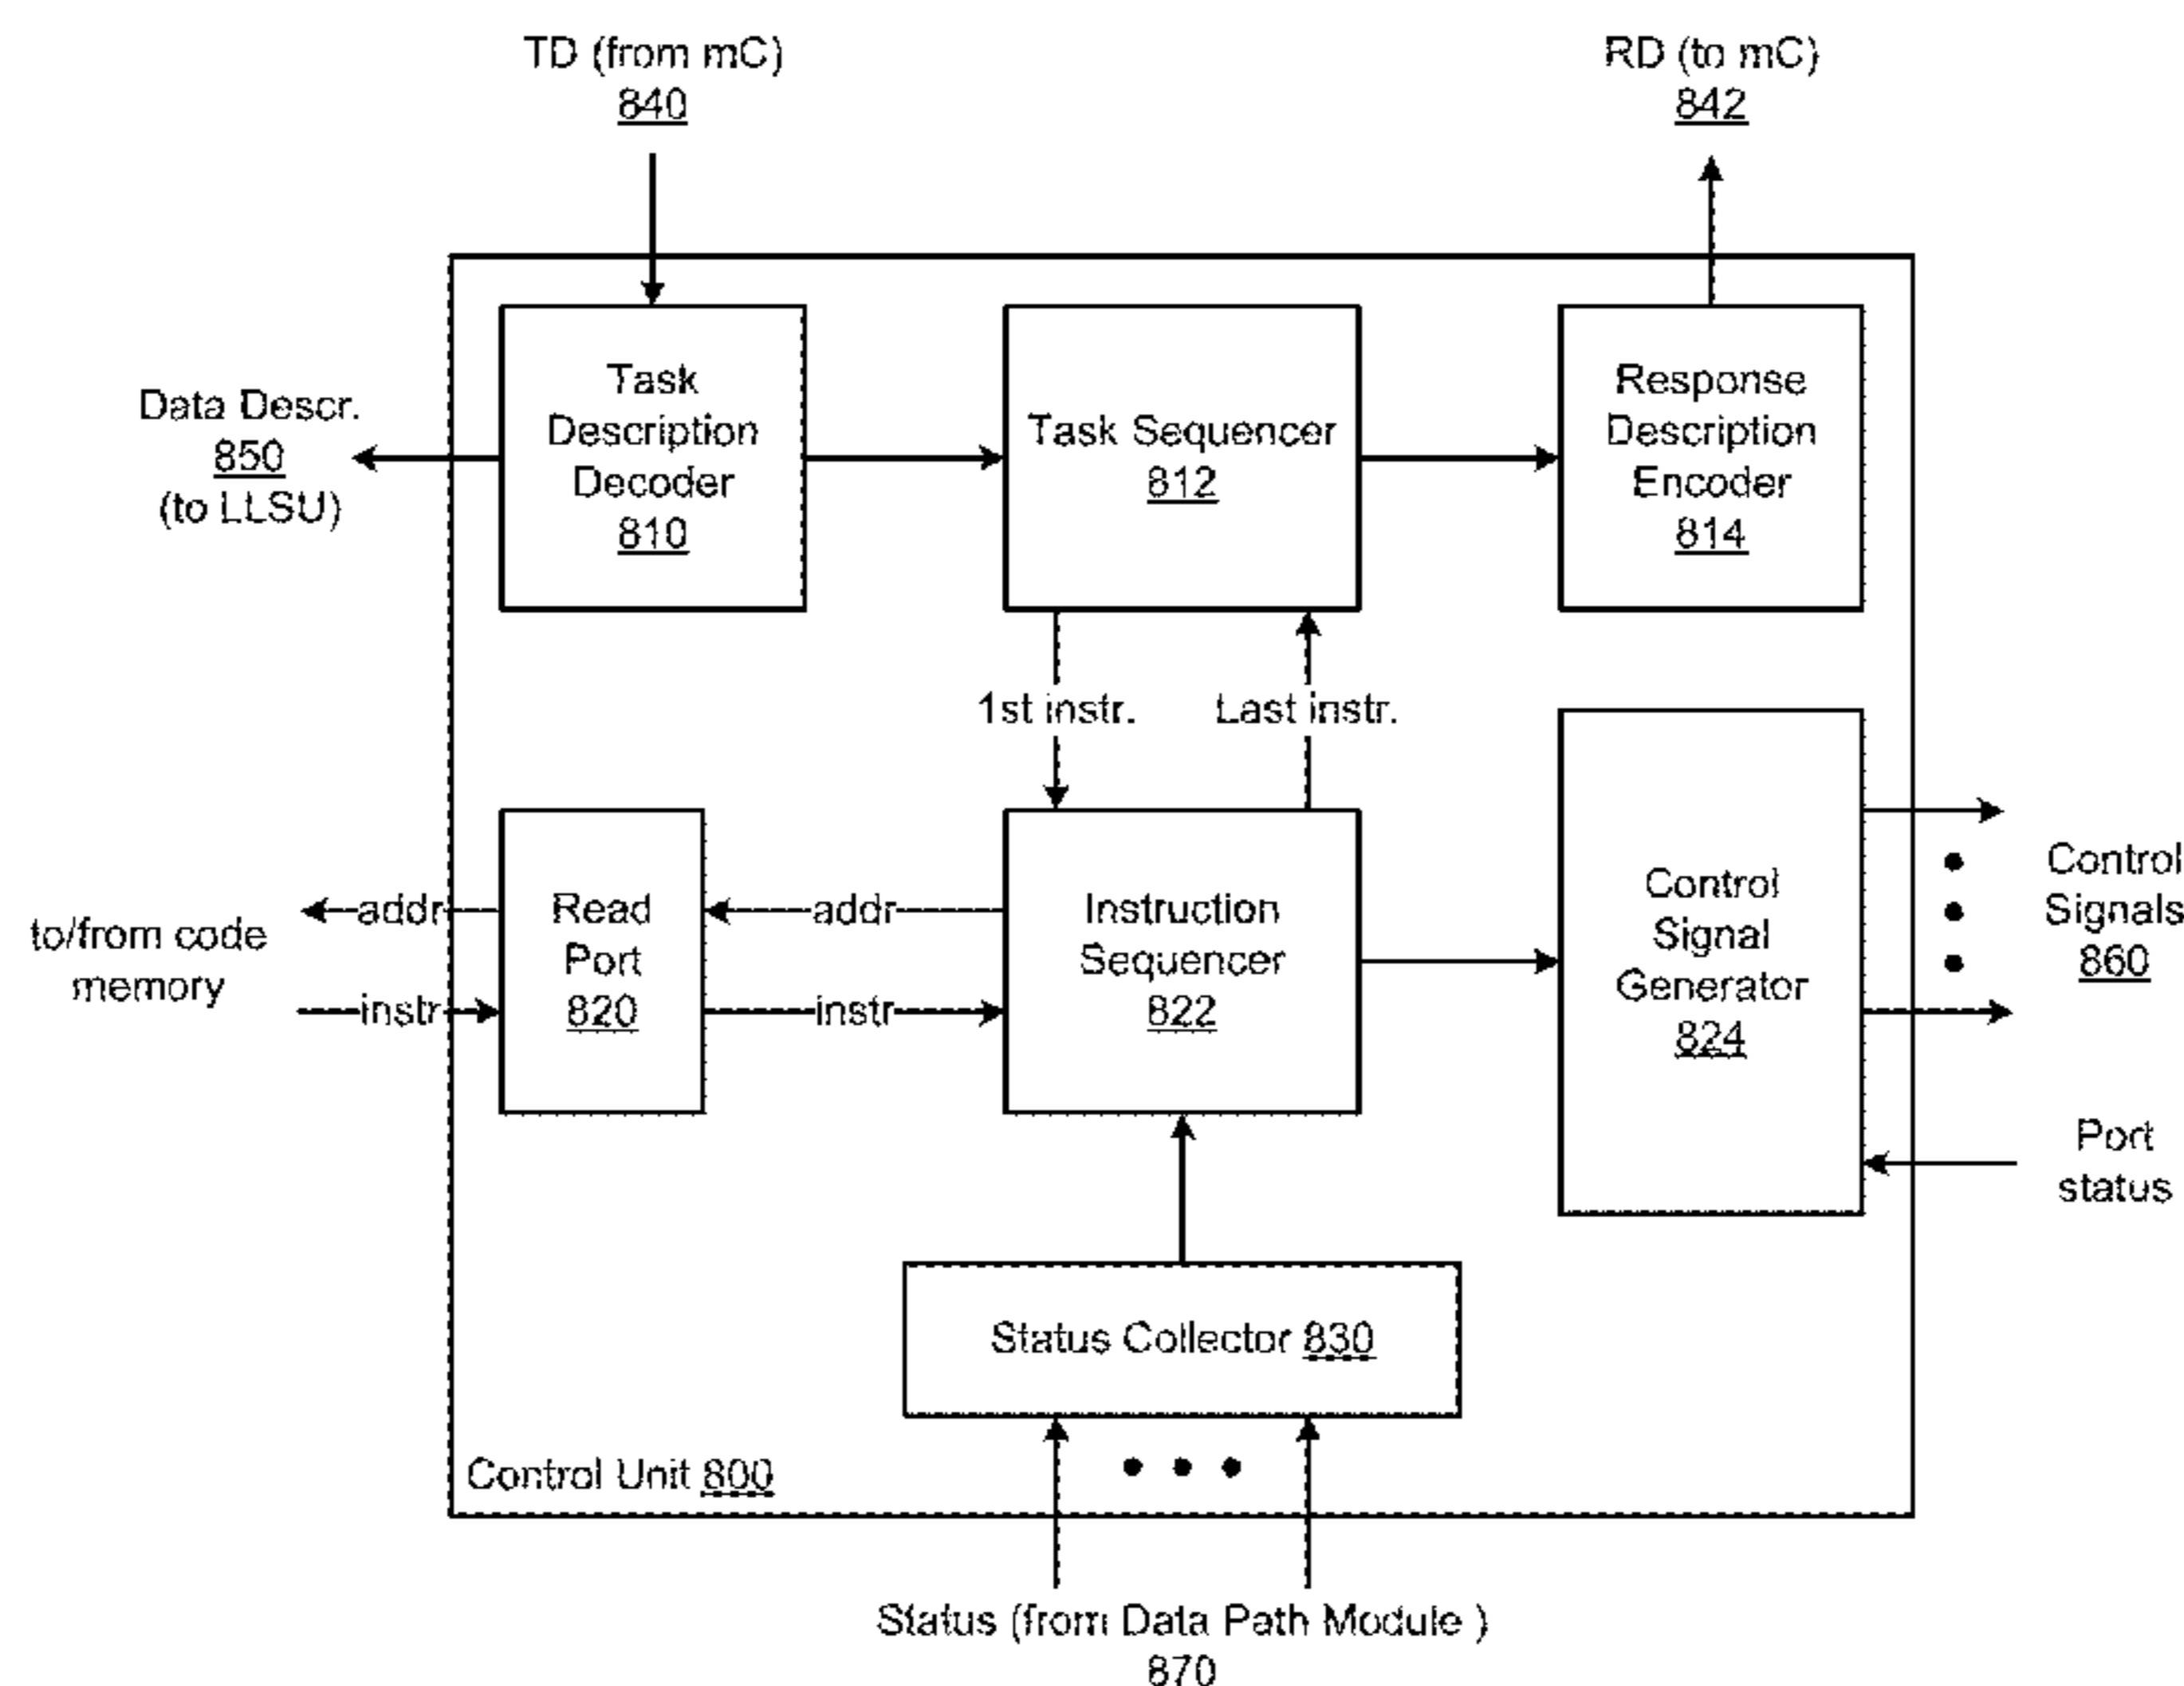 TD (from mC)
840
RD (to mC)
842
Data Descr.
850
(to LLSU)
Task
Description
Decoder
810
Task Sequencer
812
Response
Description
Encoder
814
1st instr.
Last instr.
to/from code
memory
addr
instr
Read
Port
820
addr
instr
Instruction
Sequencer
822
Control
Signal
Generator
824
Control
Signals
860
Port
status
Status Collector 830
Control Unit 800
Status (from Data Path Module )
870